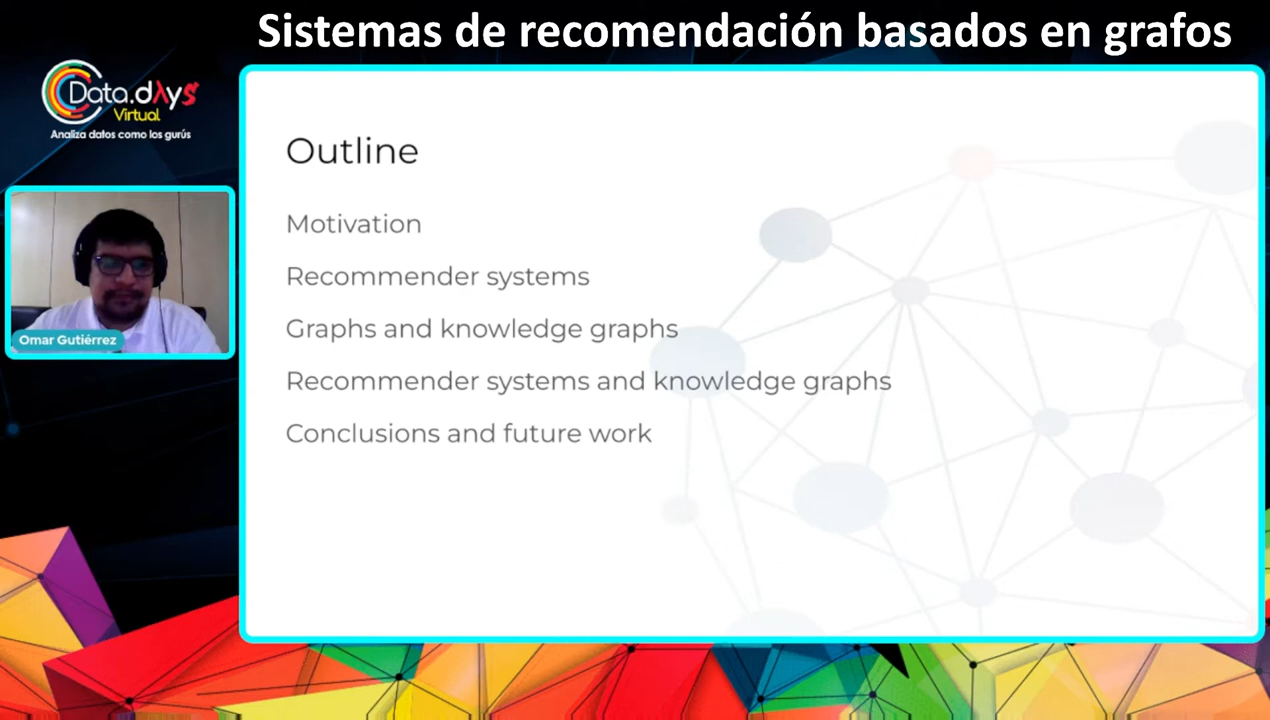 Sistemas de recomendación basados en grafos
Data.dAys
Virtual
Analiza datos como los gurús
Omar Gutiérrez
Outline
Motivation
Recommender systems
Graphs and knowledge graphs
Recommender systems and knowledge graphs
Conclusions and future work